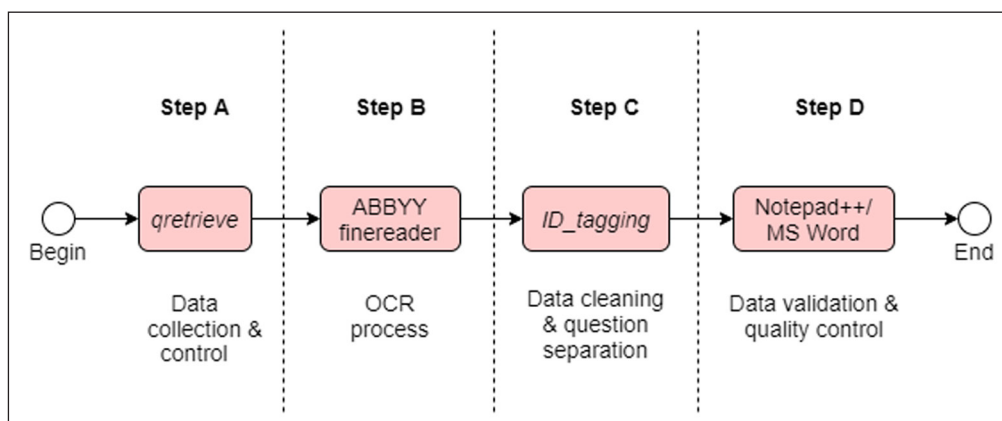 Step A
Step B
Step C
Step D
Begin
qretrieve
ABBYY
finereader
ID_tagging
Notepad++/
MS Word
End
Data
collection &
control
OCR
process
Data cleaning
& question
separation
Data validation &
quality control